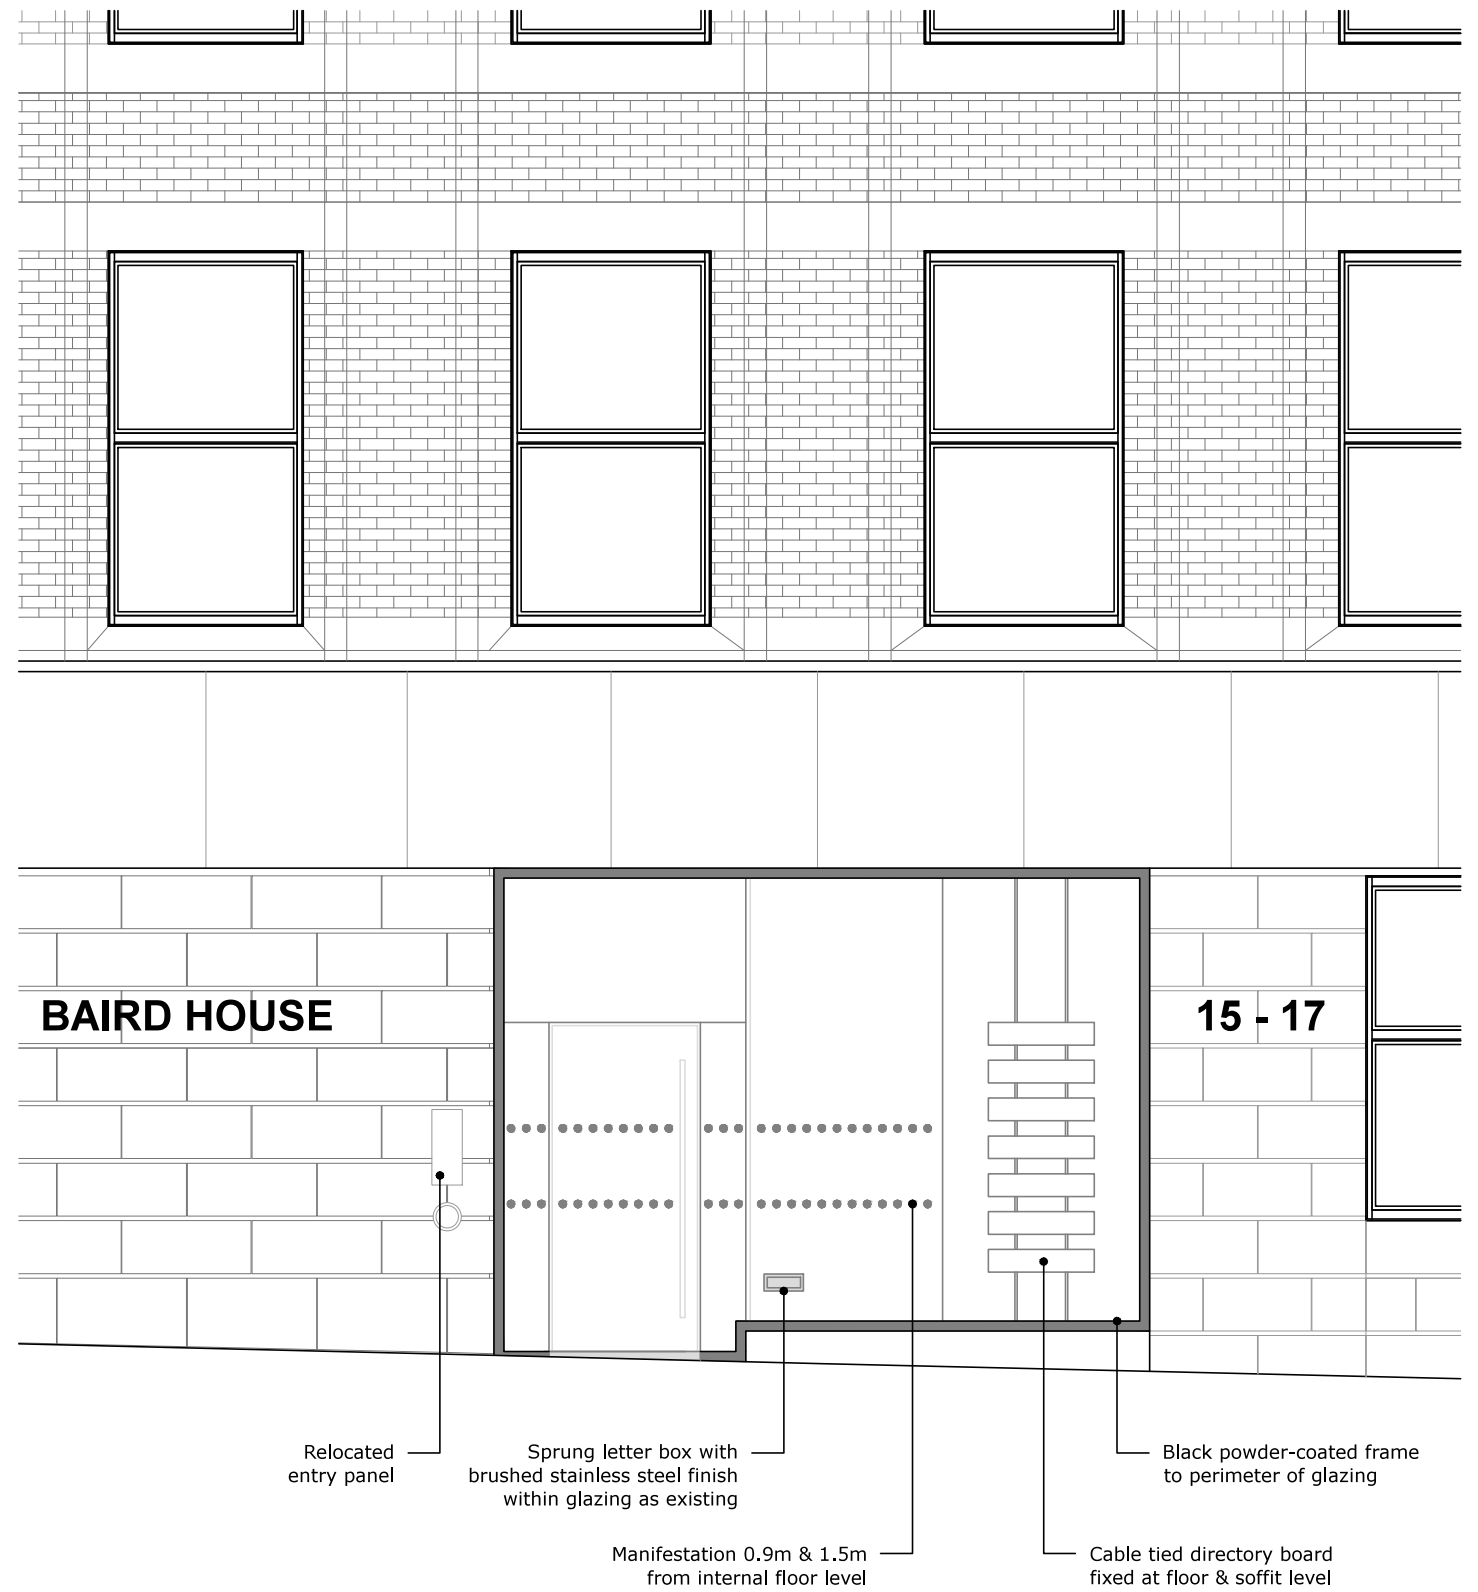 BAIRD HOUSE
15 - 17
Relocated
entry panel
Sprung letter box with
brushed stainless steel finish
within glazing as existing
Black powder-coated frame
to perimeter of glazing
Manifestation 0.9m & 1.5m
from internal floor level
Cable tied directory board
fixed at floor & soffit level